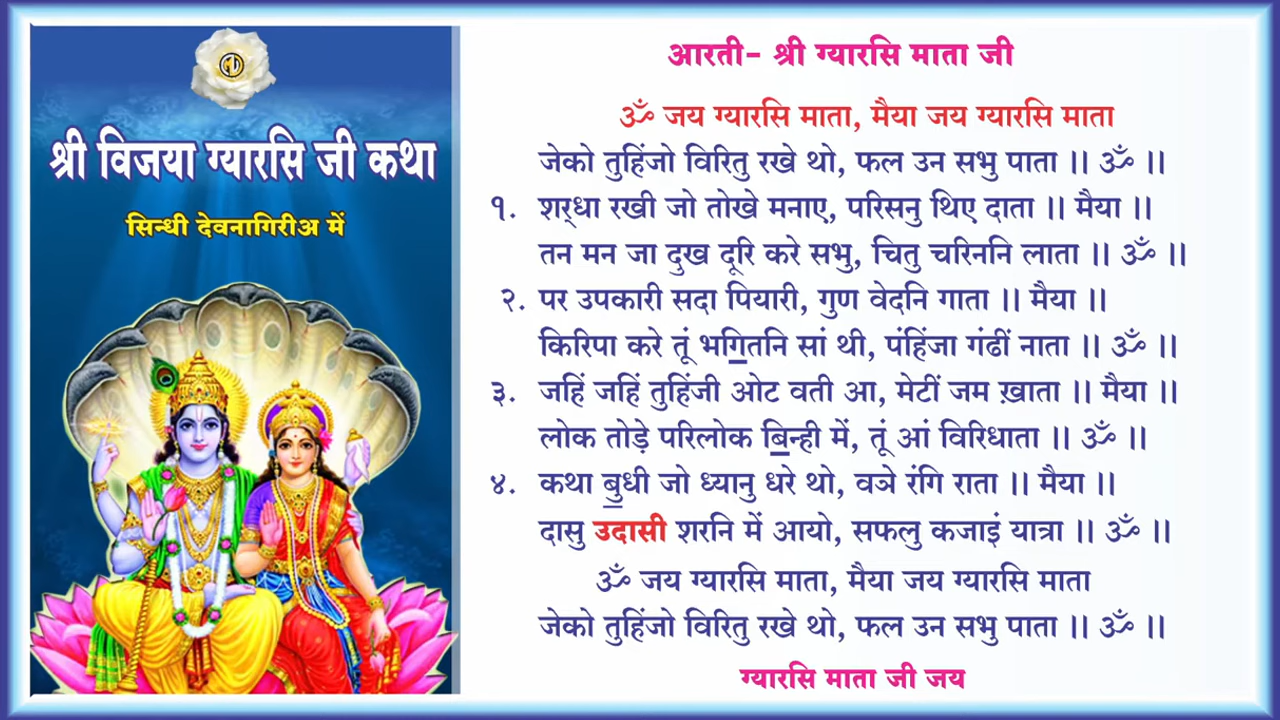 श्री विजया ग्यारसि जी कथा
सिन्धी देवनागिरीअ में
आरती- श्री ग्यारसि माता जी
ॐ जय ग्यारसि माता, मैया जय ग्यारसि माता
जेको तुहिंजो विरितु रखे थो, फल उन सभु पाता ।। ॐ ।।
१. शर्‌धा रखी जो तोखे मनाए, परिसनु थिए दाता ।। मैया ।।
तन मन जा दुख दूरि करे सभु, चितु चरिननि लाता ।। ॐ ।।
२. पर उपकारी सदा पियारी, गुण वेदनि गाता ।। मैया ।।
किरिपा करे तूं भगि॒तनि सां थी, पंहिंजा गंढीं नाता ।। ॐ ।।
३. जहिं जहिं तुहिंजी ओट वती आ, मेटीं जम ख़ाता ।। मैया ।।
लोक तोड़े परिलोक बि॒न्ही में, तूं आं विरिधाता ।। ॐ ।।
४. कथा बु॒धी जो ध्यानु धरे थो, वञे रंगि राता ।। मैया ।।
दासु उदासी शरनि में आयो, सफलु कजाइं यात्रा ।। ॐ ।।
ॐ जय ग्यारसि माता, मैया जय ग्यारसि माता
जेको तुहिंजो विरितु रखे थो, फल उन सभु पाता ।। ॐ ।।
ग्यारसि माता जी जय